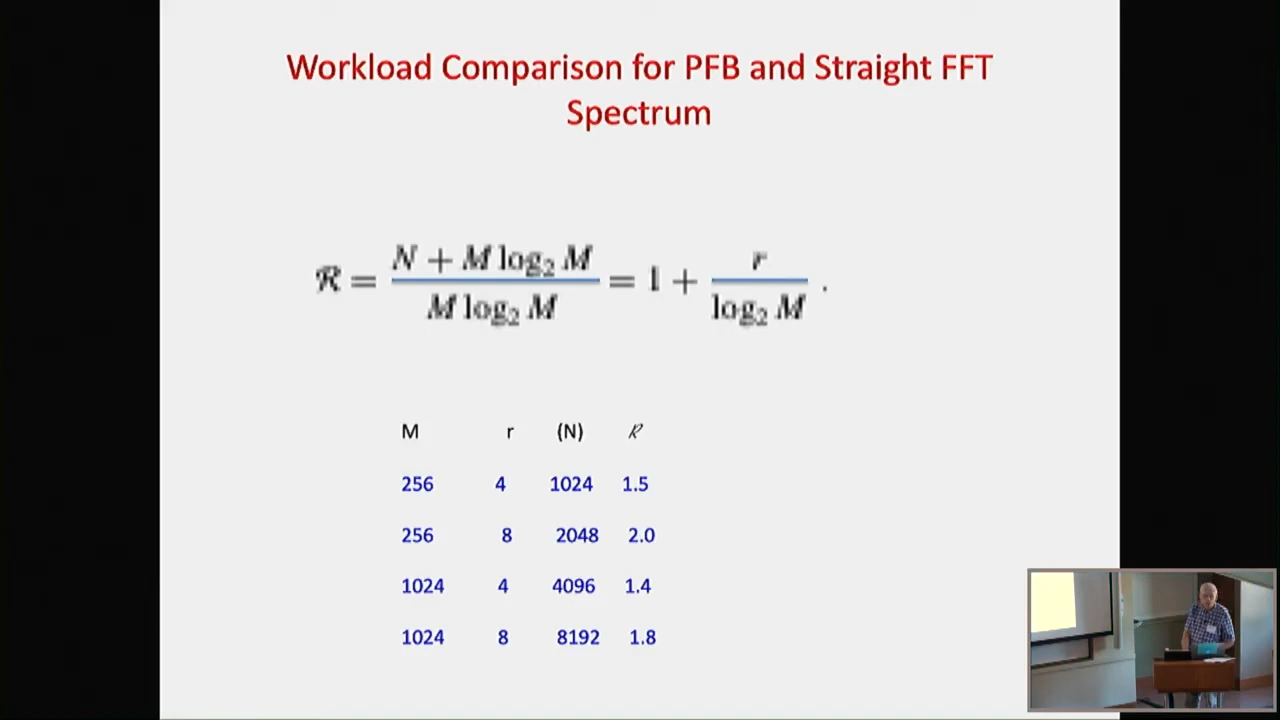 Workload Comparison for PFB and Straight FFT
Spectrum
ℛ = (N + M log₂ M) / (M log₂ M) = 1 + r / (log₂ M) .
M r (N) ℛ
256 4 1024 1.5
256 8 2048 2.0
1024 4 4096 1.4
1024 8 8192 1.8